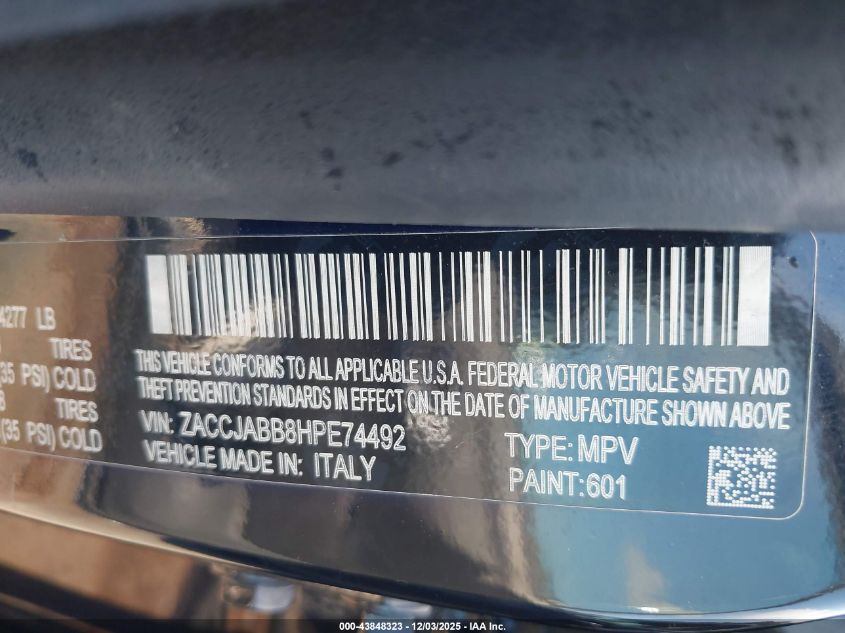 4277 LB
TIRES
(35 PSI) COLD
TIRES
(35 PSI) COLD
THIS VEHICLE CONFORMS TO ALL APPLICABLE U.S.A. FEDERAL MOTOR VEHICLE SAFETY AND
THEFT PREVENTION STANDARDS IN EFFECT ON THE DATE OF MANUFACTURE SHOWN ABOVE
VIN: ZACCJABB8HPE74492
TYPE: MPV
VEHICLE MADE IN: ITALY
PAINT:601
000-43848323 - 12/03/2025 - IAA Inc.